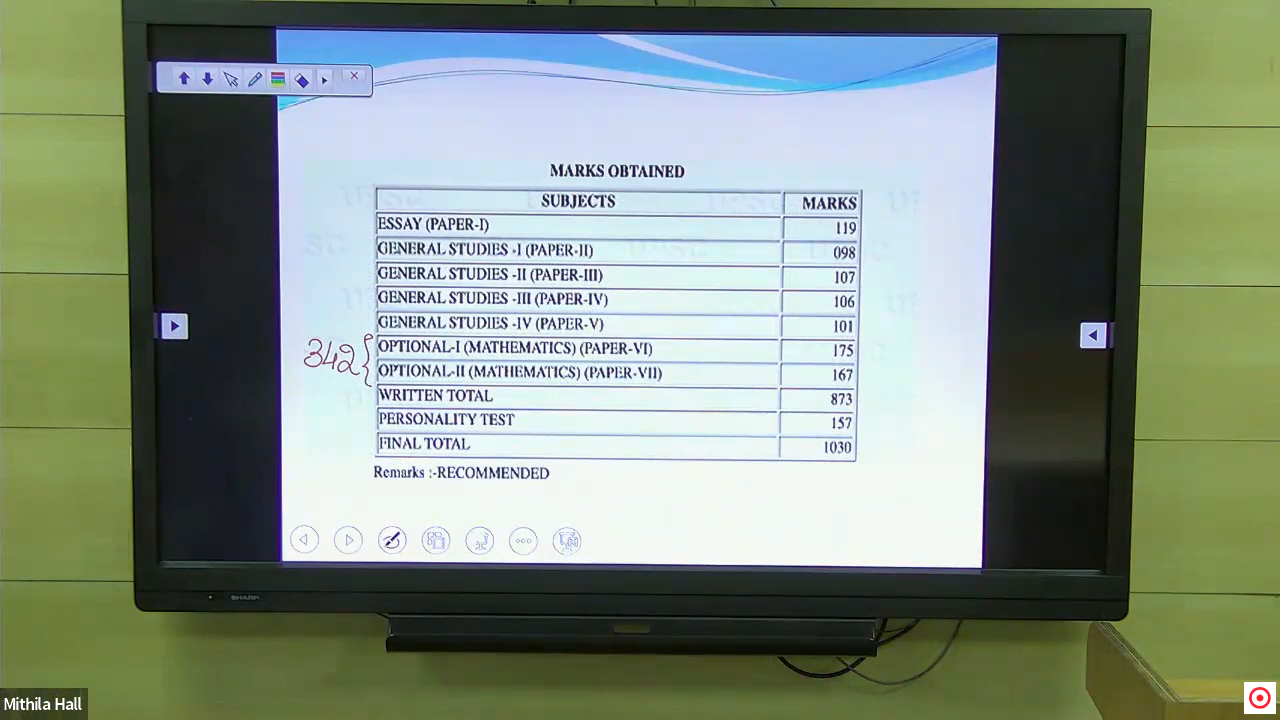 MARKS OBTAINED
SUBJECTS MARKS
ESSAY (PAPER-I) 119
GENERAL STUDIES -I (PAPER-II) 098
GENERAL STUDIES -II (PAPER-III) 107
GENERAL STUDIES -III (PAPER-IV) 106
GENERAL STUDIES -IV (PAPER-V) 101
342{ OPTIONAL-I (MATHEMATICS) (PAPER-VI) 175
OPTIONAL-II (MATHEMATICS) (PAPER-VII) 167
WRITTEN TOTAL 873
PERSONALITY TEST 157
FINAL TOTAL 1030
Remarks :-RECOMMENDED
SHARP
Mithila Hall